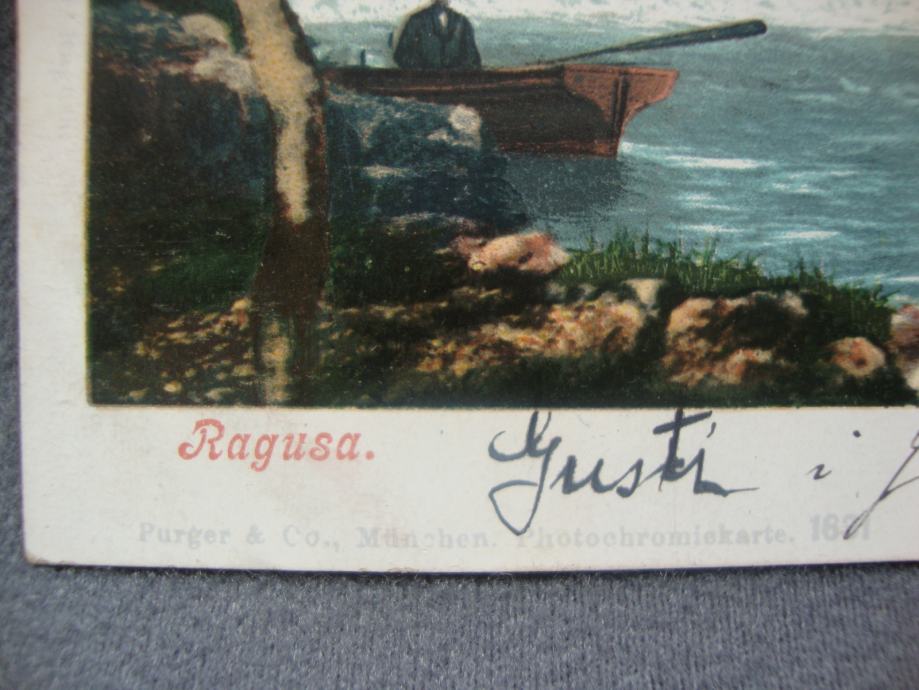 Ragusa.
Gusti i
Purger & Co., München. Photochromiekarte.